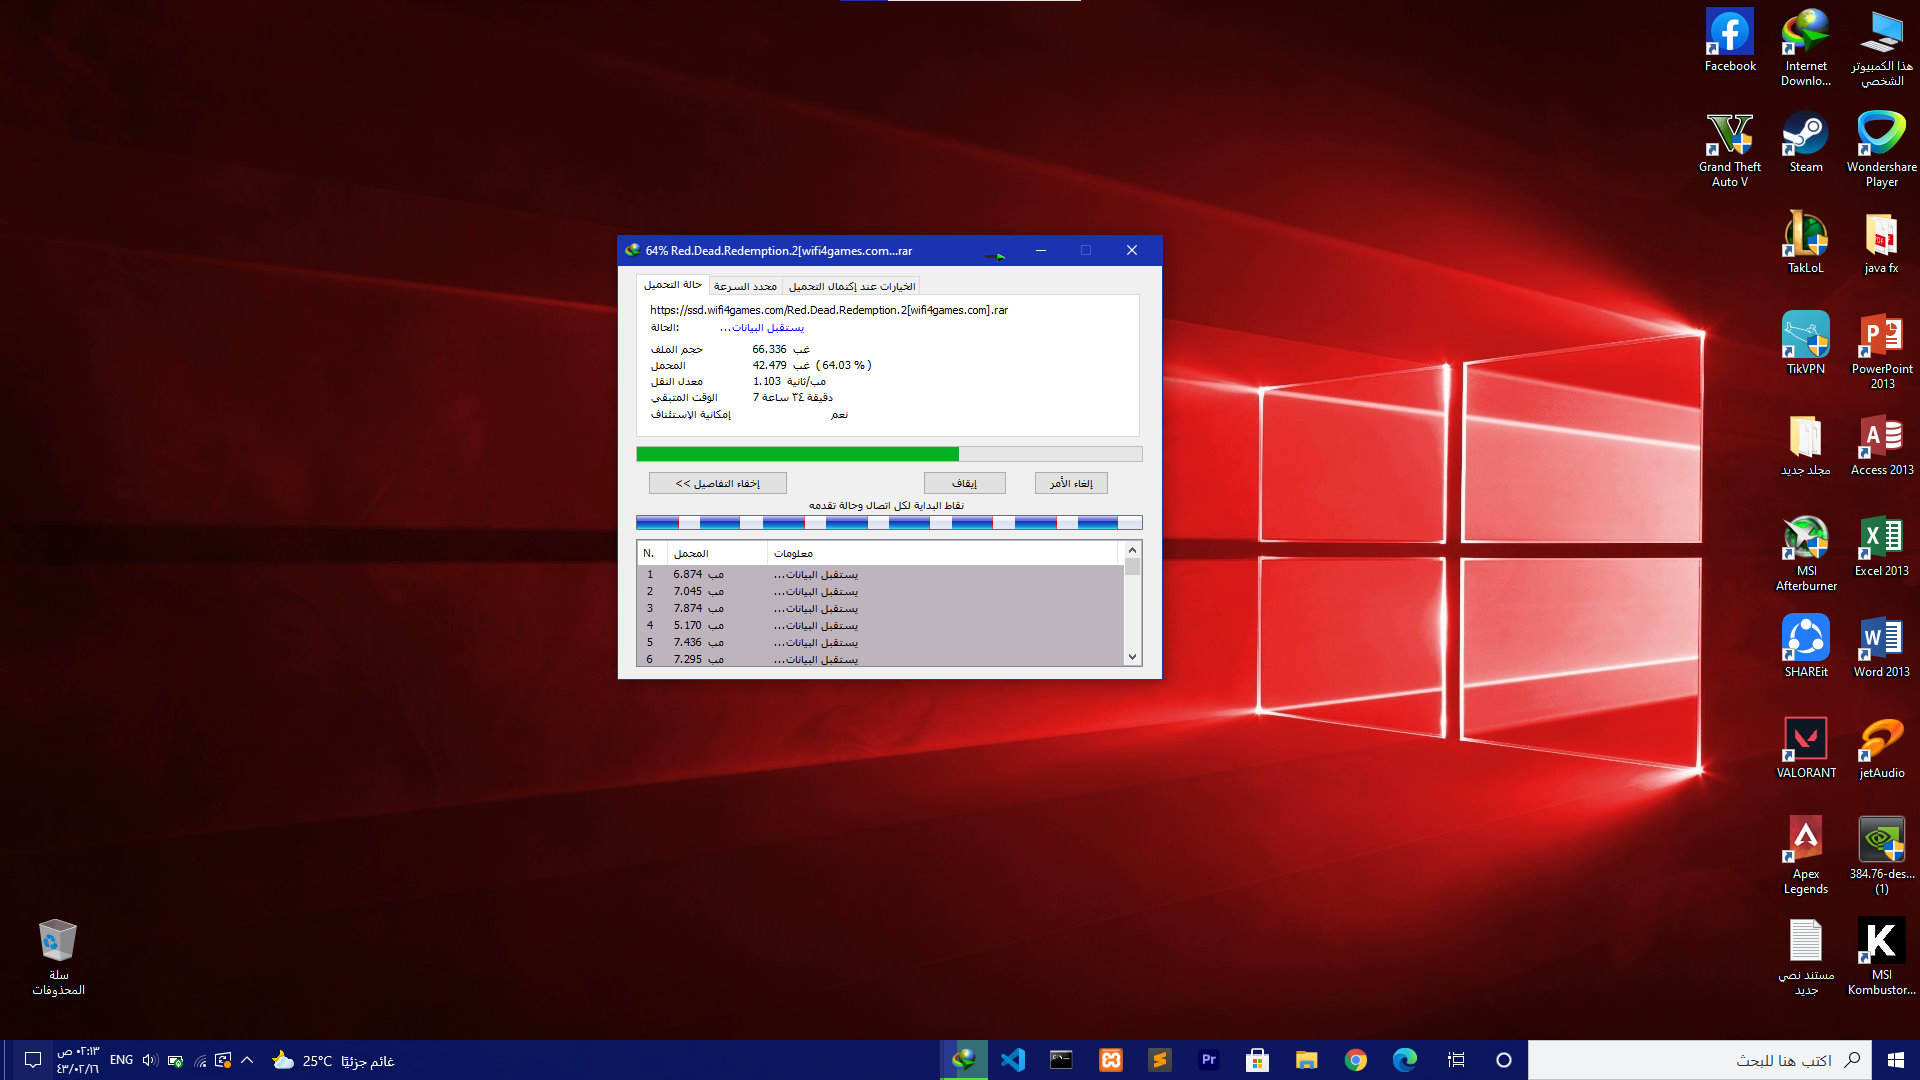 64% Red.Dead.Redemption.2[wifi4games.com...rar
حالة التحميل
محدد السرعة
الخيارات عند إكتمال التحميل
https://ssd.wifi4games.com/Red.Dead.Redemption.2[wifi4games.com].rar
الحالة:
يستقبل البيانات...
حجم الملف
66.336 غب
المحمل
42.479 غب ( 64.03 % )
معدل النقل
1.103 مب/ثانية
الوقت المتبقي
7 ساعة ٣٤ دقيقة
إمكانية الإستئناف
نعم
إخفاء التفاصيل >>
إيقاف
إلغاء الأمر
نقاط البداية لكل اتصال وحالة تقدمه
N. المحمل معلومات
1 6.874 مب يستقبل البيانات...
2 7.045 مب يستقبل البيانات...
3 7.874 مب يستقبل البيانات...
4 5.170 مب يستقبل البيانات...
5 7.436 مب يستقبل البيانات...
6 7.295 مب يستقبل البيانات...
Facebook
Internet
Downlo...
هذا الكمبيوتر
الشخصي
Grand Theft
Auto V
Steam
Wondershare
Player
TakLoL
java fx
TikVPN
PowerPoint
2013
مجلد جديد
Access 2013
MSI
Afterburner
Excel 2013
SHAREit
Word 2013
VALORANT
jetAudio
Apex
Legends
384.76-des...
(1)
مستند نصي
جديد
MSI
Kombustor...
سلة
المحذوفات
٠٢:١٣ ص
٤٣/٠٢/١٦
ENG
25°C غائم جزئيًا
Pr
اكتب هنا للبحث